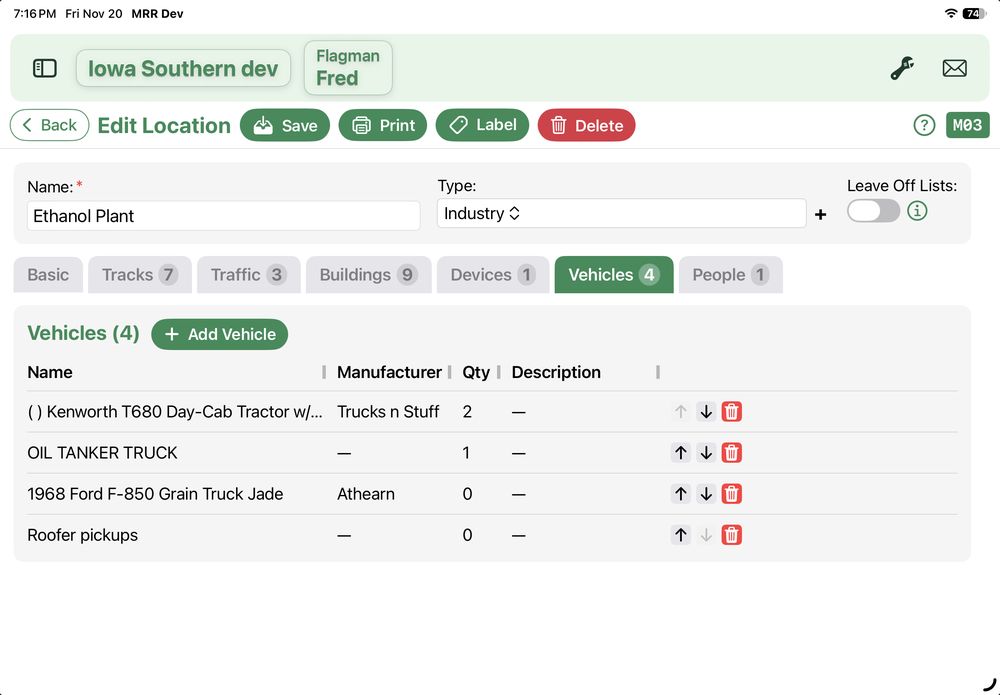 7:16 PM Fri Nov 20 MRR Dev 74
Iowa Southern dev
Flagman
Fred
Back Edit Location Save Print Label Delete ? M03
Name:* Type: Leave Off Lists:
Ethanol Plant Industry + i
Basic Tracks 7 Traffic 3 Buildings 9 Devices 1 Vehicles 4 People 1
Vehicles (4) + Add Vehicle
Name Manufacturer Qty Description
( ) Kenworth T680 Day-Cab Tractor w/... Trucks n Stuff 2 —
OIL TANKER TRUCK — 1 —
1968 Ford F-850 Grain Truck Jade Athearn 0 —
Roofer pickups — 0 —